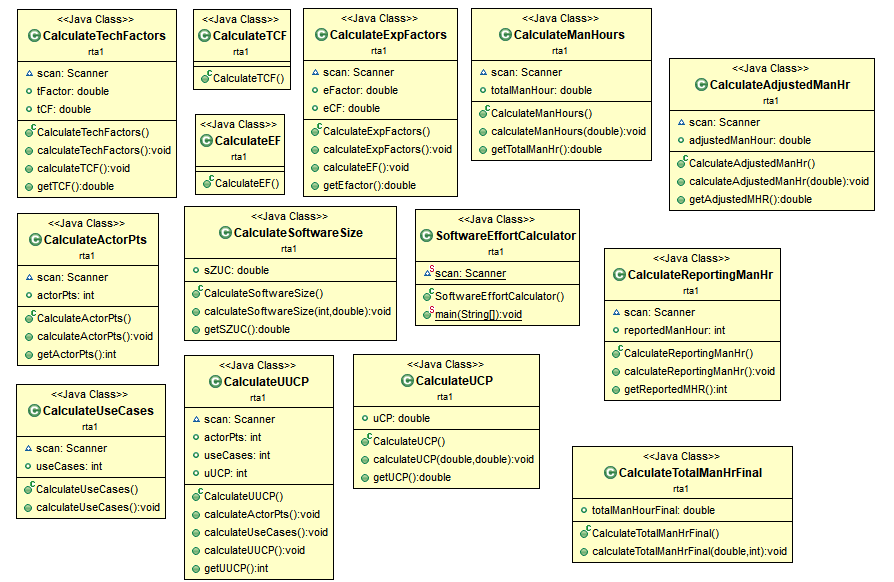 <<Java Class>>
CalculateTechFactors
rta1
scan: Scanner
tFactor: double
tCF: double
CalculateTechFactors()
calculateTechFactors():void
calculateTCF():void
getTCF():double
<<Java Class>>
CalculateTCF
rta1
CalculateTCF()
<<Java Class>>
CalculateExpFactors
rta1
scan: Scanner
eFactor: double
eCF: double
CalculateExpFactors()
calculateExpFactors():void
calculateEF():void
getEfactor():double
<<Java Class>>
CalculateManHours
rta1
scan: Scanner
totalManHour: double
CalculateManHours()
calculateManHours(double):void
getTotalManHr():double
<<Java Class>>
CalculateAdjustedManHr
rta1
scan: Scanner
adjustedManHour: double
CalculateAdjustedManHr()
calculateAdjustedManHr(double):void
getAdjustedMHR():double
<<Java Class>>
CalculateEF
rta1
CalculateEF()
<<Java Class>>
CalculateActorPts
rta1
scan: Scanner
actorPts: int
CalculateActorPts()
calculateActorPts():void
getActorPts():int
<<Java Class>>
CalculateSoftwareSize
rta1
sZUC: double
CalculateSoftwareSize()
calculateSoftwareSize(int,double):void
getSZUC():double
<<Java Class>>
SoftwareEffortCalculator
rta1
scan: Scanner
SoftwareEffortCalculator()
main(String[]):void
<<Java Class>>
CalculateReportingManHr
rta1
scan: Scanner
reportedManHour: int
CalculateReportingManHr()
calculateReportingManHr():void
getReportedMHR():int
<<Java Class>>
CalculateUseCases
rta1
scan: Scanner
useCases: int
CalculateUseCases()
calculateUseCases():void
<<Java Class>>
CalculateUUCP
rta1
scan: Scanner
actorPts: int
useCases: int
uUCP: int
CalculateUUCP()
calculateActorPts():void
calculateUseCases():void
calculateUUCP():void
getUUCP():int
<<Java Class>>
CalculateUCP
rta1
uCP: double
CalculateUCP()
calculateUCP(double,double):void
getUCP():double
<<Java Class>>
CalculateTotalManHrFinal
rta1
totalManHourFinal: double
CalculateTotalManHrFinal()
calculateTotalManHrFinal(double,int):void